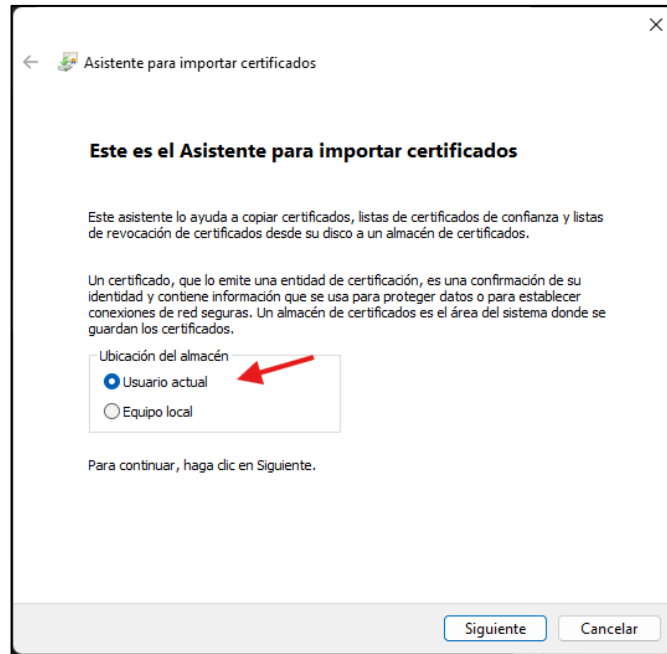 Asistente para importar certificados
Este es el Asistente para importar certificados
Este asistente lo ayuda a copiar certificados, listas de certificados de confianza y listas
de revocación de certificados desde su disco a un almacén de certificados.
Un certificado, que lo emite una entidad de certificación, es una confirmación de su
identidad y contiene información que se usa para proteger datos o para establecer
conexiones de red seguras. Un almacén de certificados es el área del sistema donde se
guardan los certificados.
Ubicación del almacén
Usuario actual
Equipo local
Para continuar, haga clic en Siguiente.
Siguiente
Cancelar